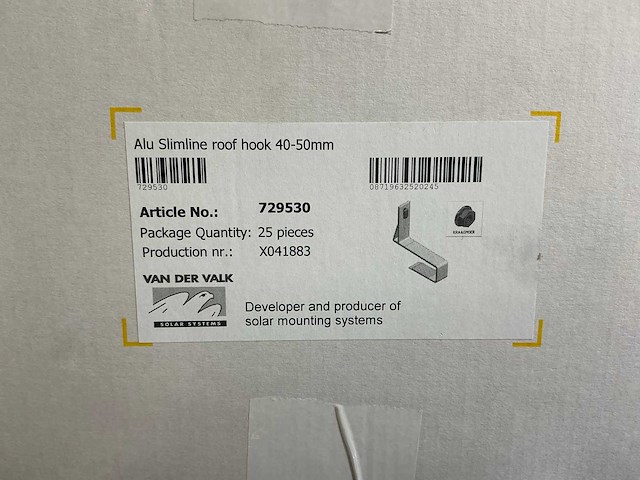 Alu Slimline roof hook 40-50mm
729530
08719632520245
Article No.: 729530
Package Quantity: 25 pieces
Production nr.: X041883
VAN DER VALK
SOLAR SYSTEMS
Developer and producer of
solar mounting systems